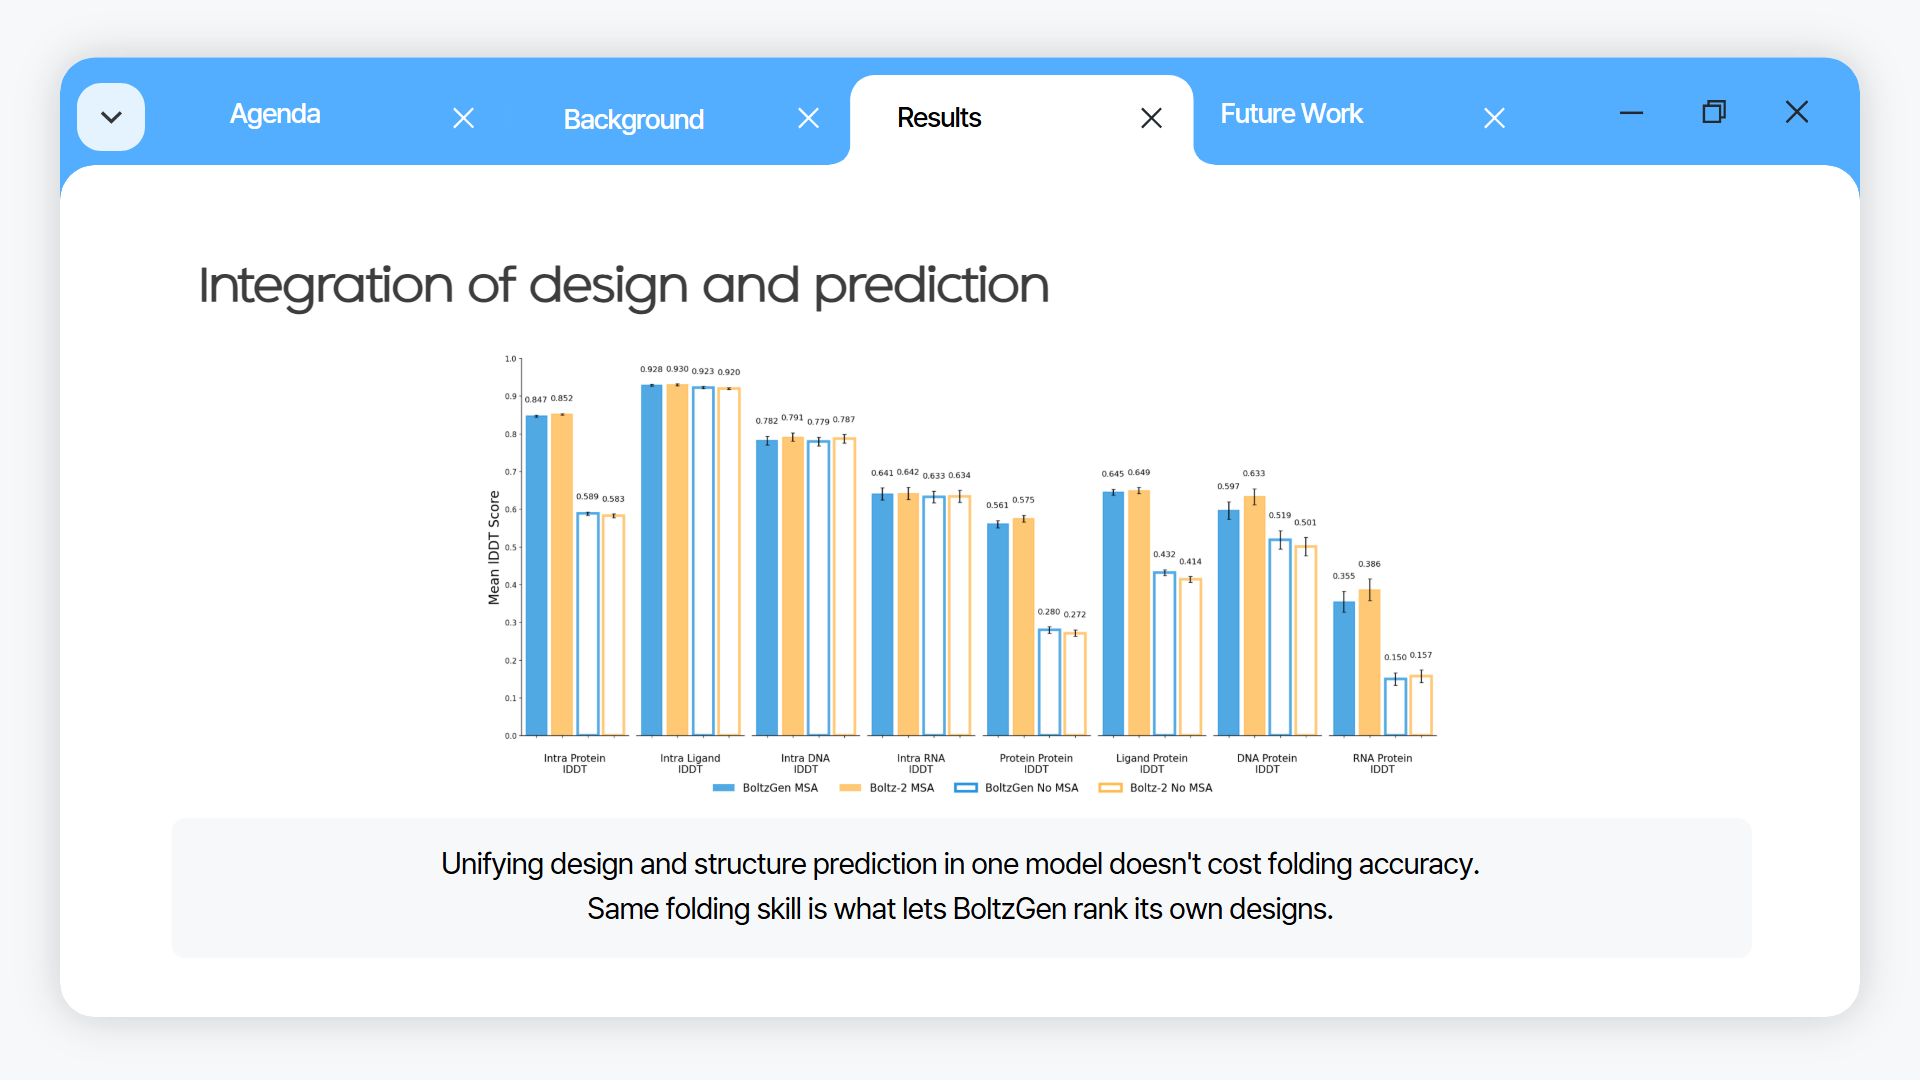 Agenda
Background
Results
Future Work
Integration of design and prediction
Mean lDDT Score
1.0
0.9
0.8
0.7
0.6
0.5
0.4
0.3
0.2
0.1
0.0
0.847 0.852 0.589 0.583
0.928 0.930 0.923 0.920
0.782 0.791 0.779 0.787
0.641 0.642 0.633 0.634
0.561 0.575 0.280 0.272
0.645 0.649 0.432 0.414
0.597 0.633 0.519 0.501
0.355 0.386 0.150 0.157
Intra Protein
lDDT
Intra Ligand
lDDT
Intra DNA
lDDT
Intra RNA
lDDT
Protein Protein
lDDT
Ligand Protein
lDDT
DNA Protein
lDDT
RNA Protein
lDDT
BoltzGen MSA Boltz-2 MSA BoltzGen No MSA Boltz-2 No MSA
Unifying design and structure prediction in one model doesn't cost folding accuracy.
Same folding skill is what lets BoltzGen rank its own designs.